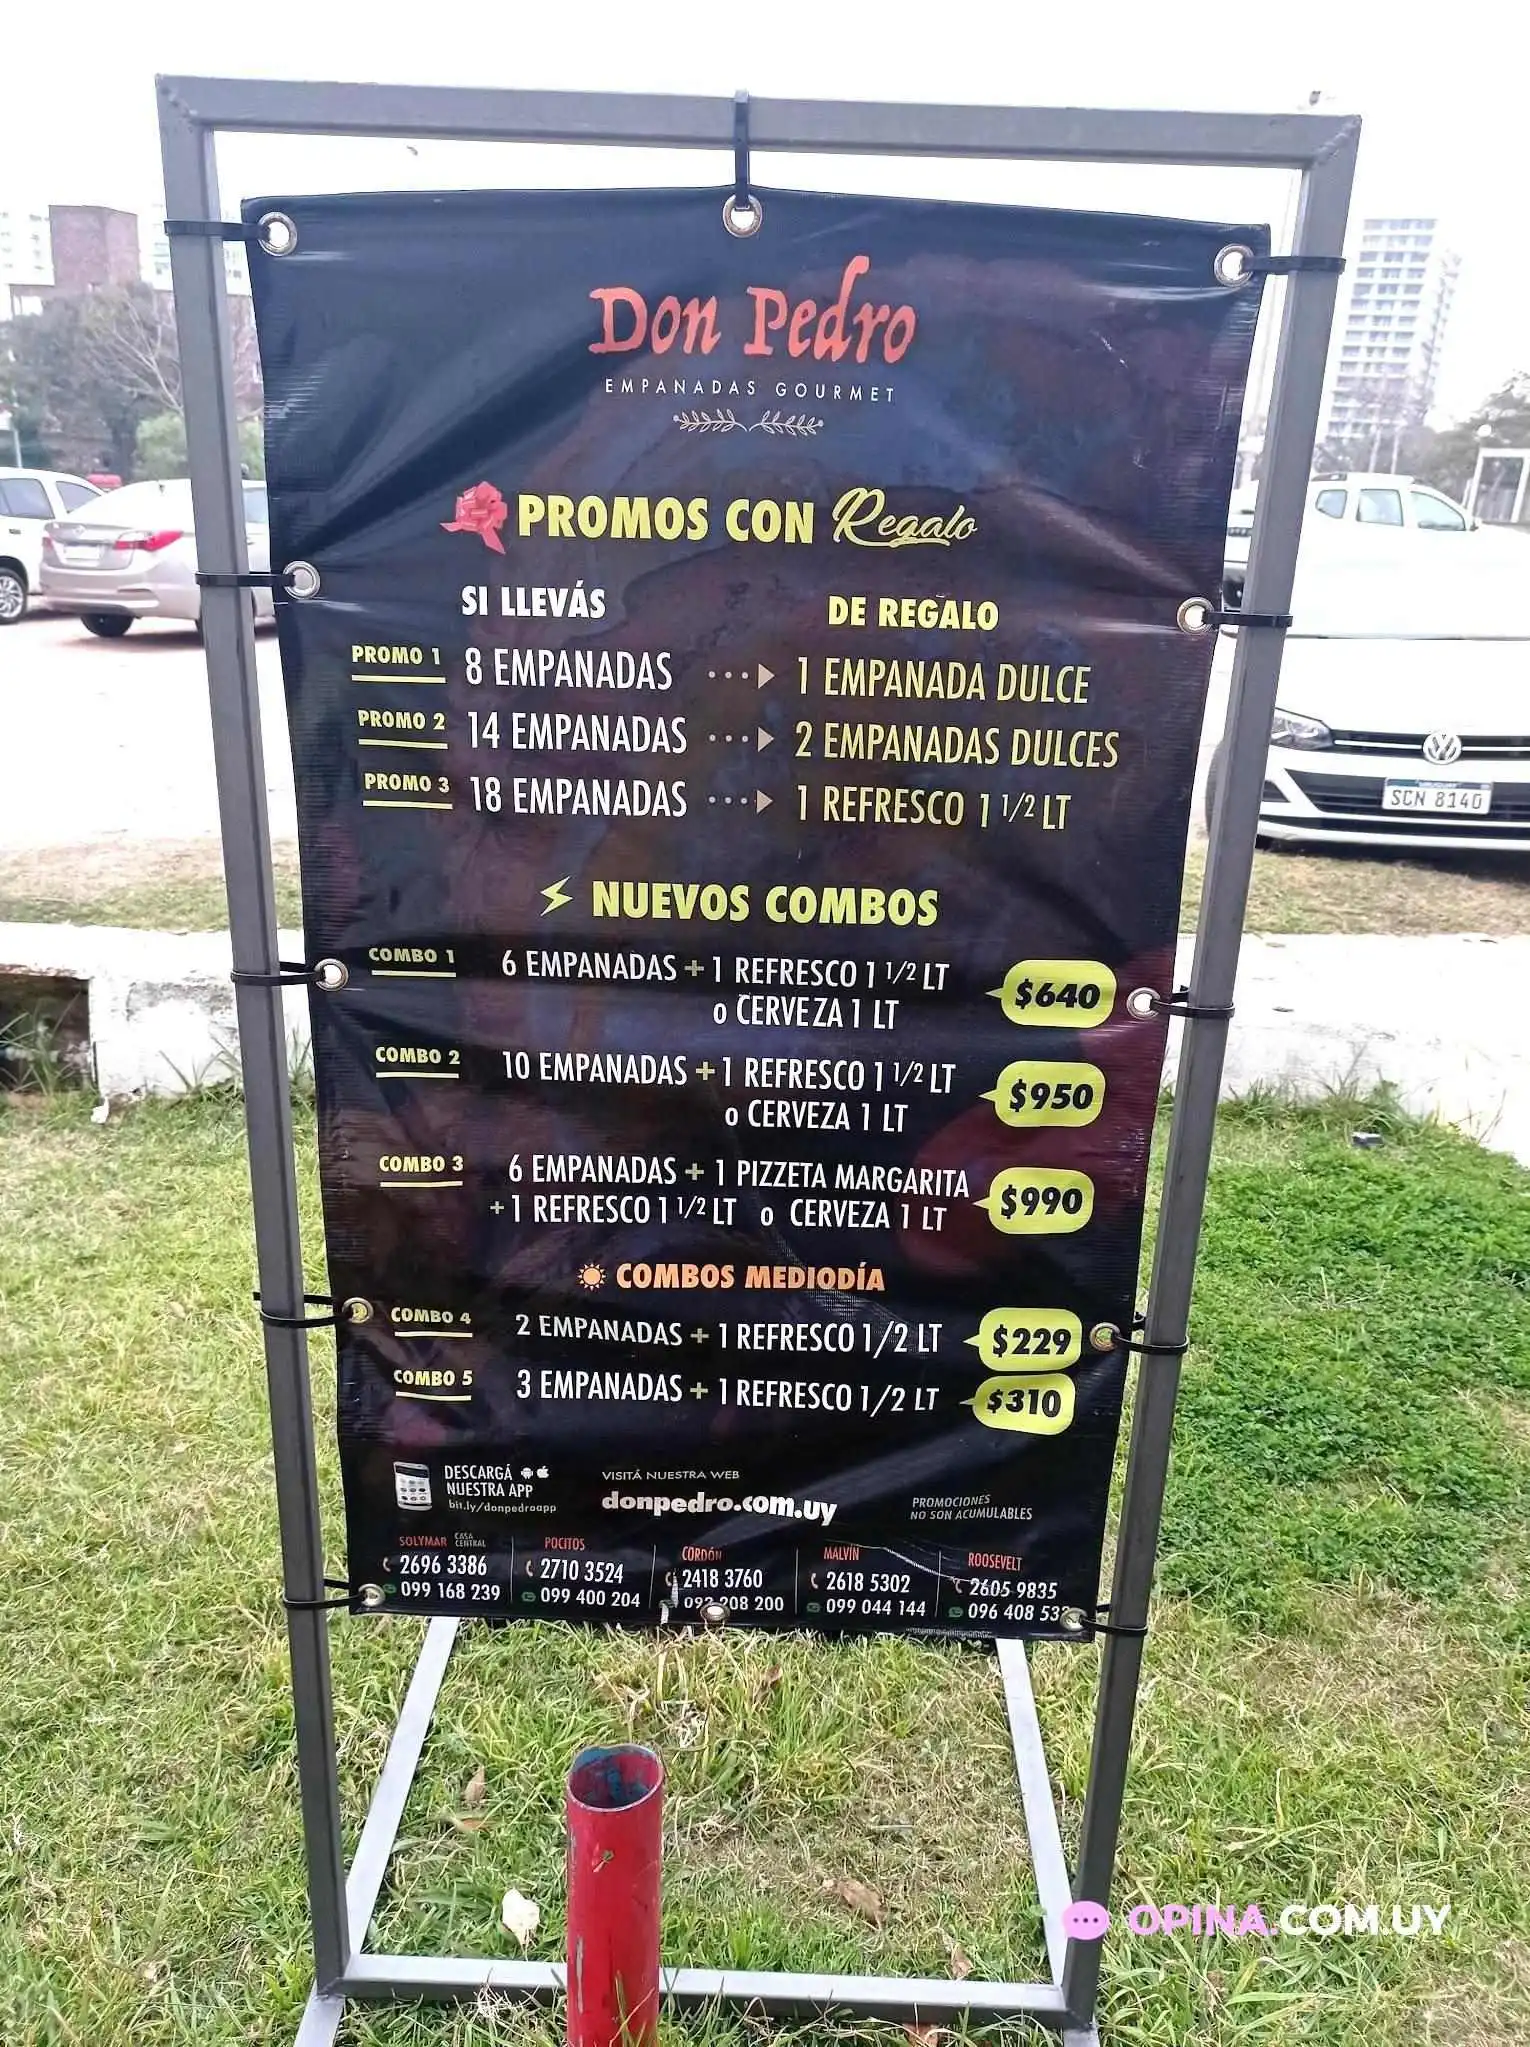 Don Pedro
EMPANADAS GOURMET
PROMOS CON Regalo
SI LLEVÁS DE REGALO
PROMO 1 8 EMPANADAS 1 EMPANADA DULCE
PROMO 2 14 EMPANADAS 2 EMPANADAS DULCES
PROMO 3 18 EMPANADAS 1 REFRESCO 1 1/2 LT
NUEVOS COMBOS
COMBO 1 6 EMPANADAS + 1 REFRESCO 1 1/2 LT
o CERVEZA 1 LT
$640
COMBO 2 10 EMPANADAS + 1 REFRESCO 1 1/2 LT
o CERVEZA 1 LT
$950
COMBO 3 6 EMPANADAS + 1 PIZZETA MARGARITA
+ 1 REFRESCO 1 1/2 LT o CERVEZA 1 LT
$990
COMBOS MEDIODÍA
COMBO 4 2 EMPANADAS + 1 REFRESCO 1/2 LT $229
COMBO 5 3 EMPANADAS + 1 REFRESCO 1/2 LT $310
DESCARGÁ
NUESTRA APP
bit.ly/donpedroapp
VISITÁ NUESTRA WEB
donpedro.com.uy
PROMOCIONES
NO SON ACUMULABLES
SOLYMAR CASA CENTRAL
2696 3386
099 168 239
POCITOS
2710 3524
099 400 204
CORDÓN
2418 3760
208 200
MALVÍN
2618 5302
099 044 144
ROOSEVELT
2605 9835
096 408
URUGUAY
SCN 8140
OPINA.COM.UY